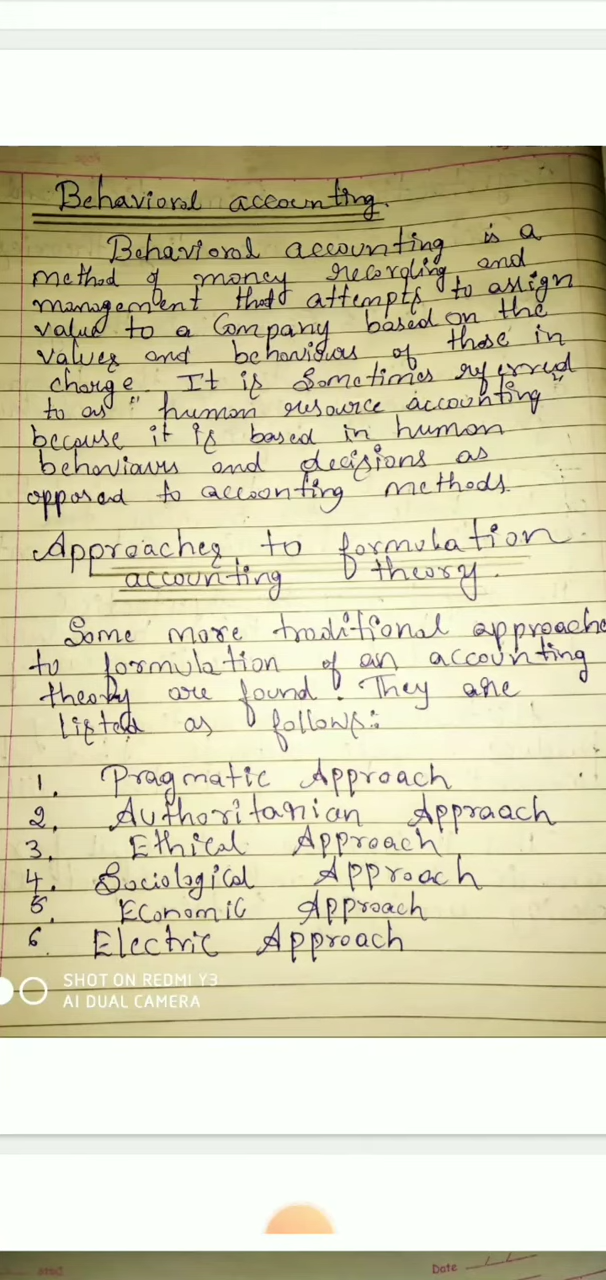 Behavioral accounting.
Behavioral accounting is a
method of money recording and
management that attempts to assign
value to a Company based on the
values and behaviors of those in
charge. It is sometimes referred
to as "human resource accounting"
because it is based in human
behaviours and decisions as
opposed to accounting methods.
Approaches to formulation
accounting theory.
Some more traditional approache
to formulation of an accounting
theory are found. They are
listed as follows:
1. Pragmatic Approach
2. Authoritarian Appraach
3. Ethical Approach
4. Sociological Approach
5. Economic Approach
6. Electric Approach
SHOT ON REDMI Y3
AI DUAL CAMERA
Date